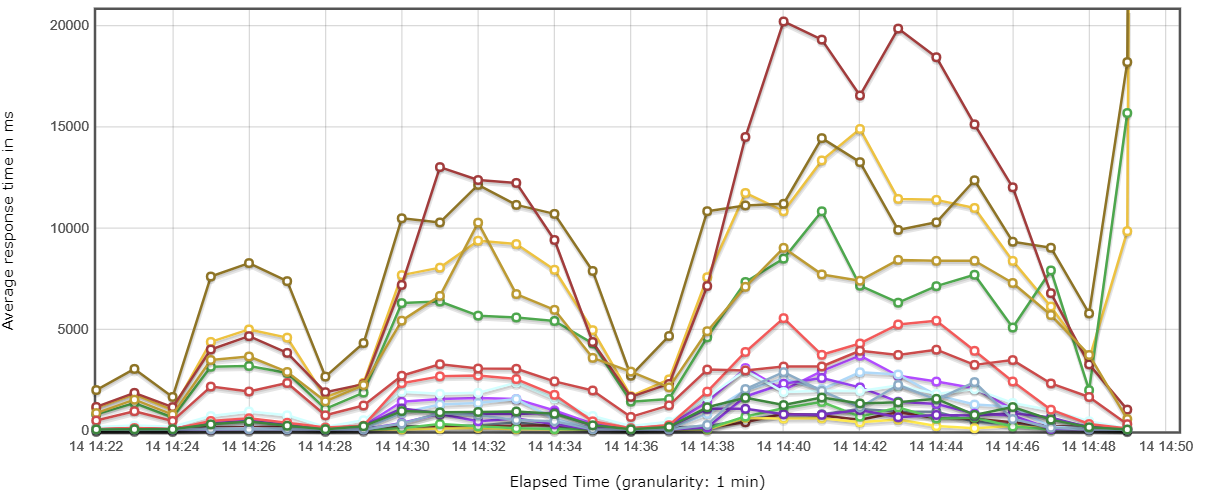 Average response time in ms
20000
15000
10000
5000
0
14 14:22 14 14:24 14 14:26 14 14:28 14 14:30 14 14:32 14 14:34 14 14:36 14 14:38 14 14:40 14 14:42 14 14:44 14 14:46 14 14:48 14 14:50
Elapsed Time (granularity: 1 min)